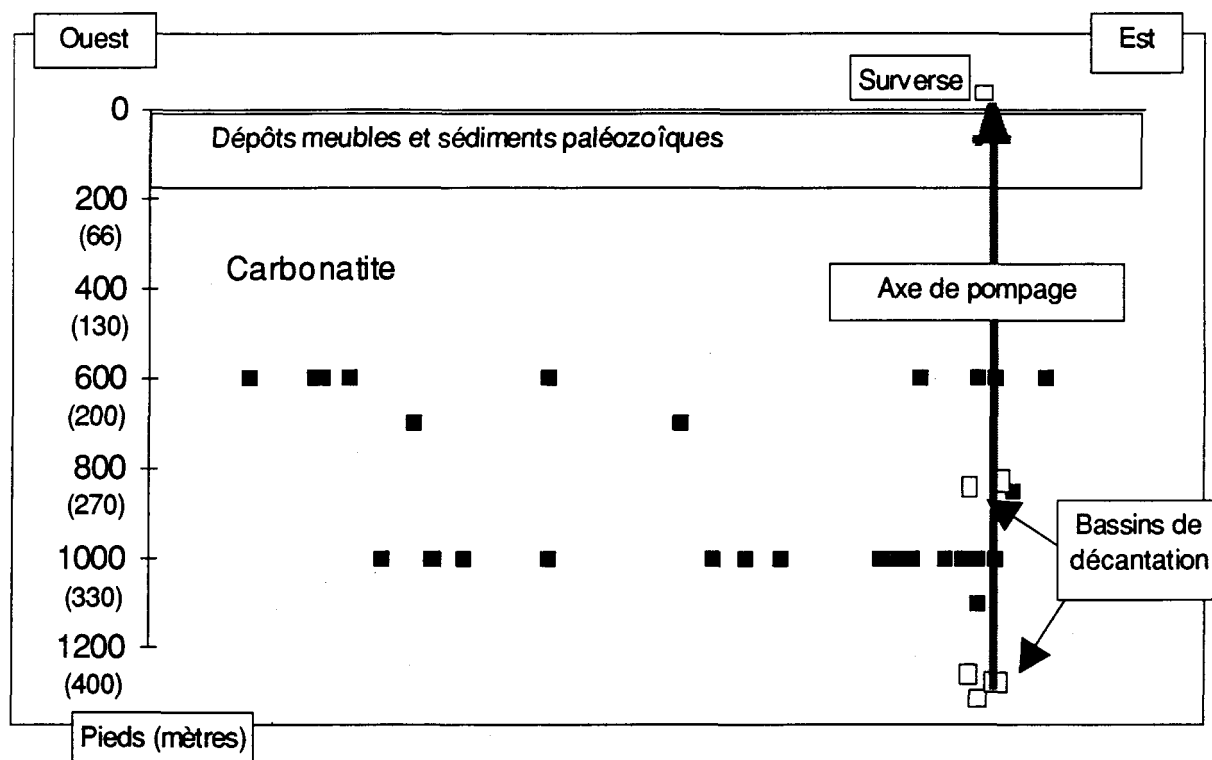 Ouest
Est
Surverse
0
Dépôts meubles et sédiments paléozoîques
200
(66)
Carbonatite
400
(130)
Axe de pompage
600
(200)
800
(270)
Bassins de
décantation
1000
(330)
1200
(400)
Pieds (mètres)